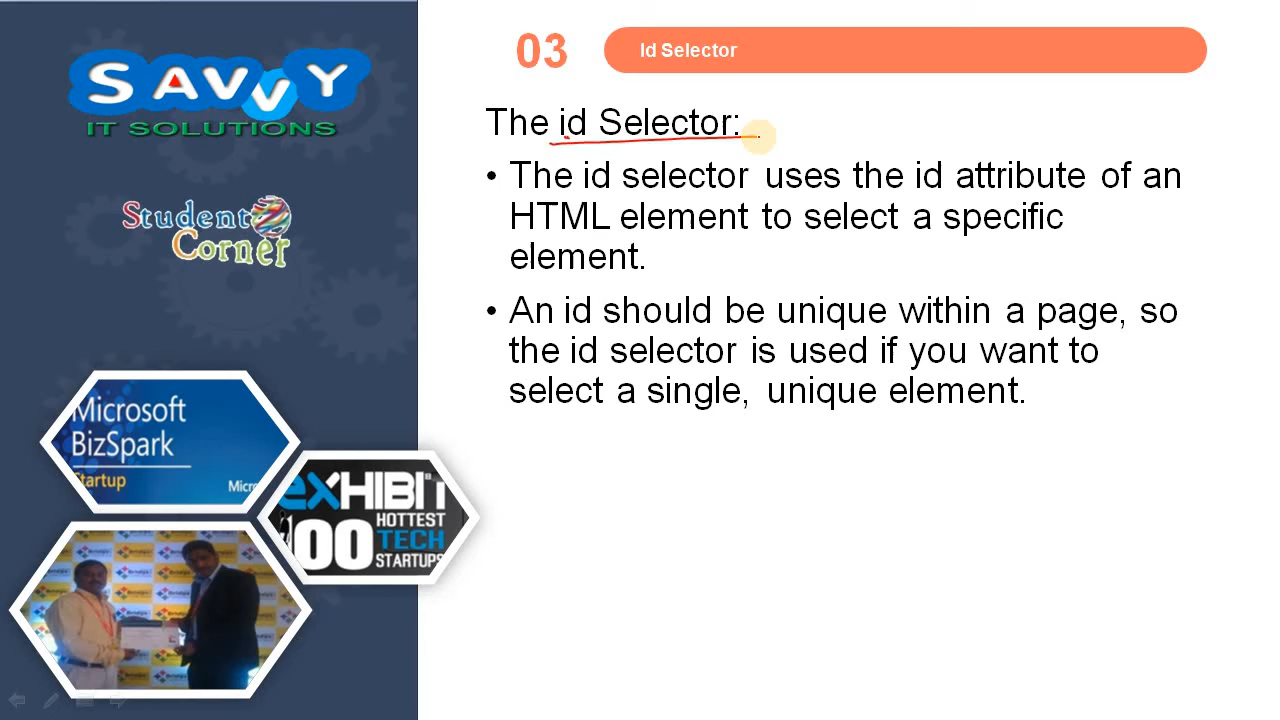 SAVVY
IT SOLUTIONS
Student
Corner
Microsoft
BizSpark
Startup
Micr
eXHIBIT
100 HOTTEST
TECH
STARTUPS
03
Id Selector
The id Selector:
• The id selector uses the id attribute of an
HTML element to select a specific
element.
• An id should be unique within a page, so
the id selector is used if you want to
select a single, unique element.